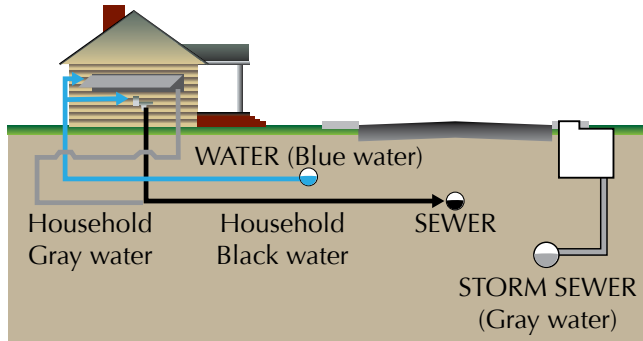 WATER (Blue water)
Household
Gray water
Household
Black water
SEWER
STORM SEWER
(Gray water)